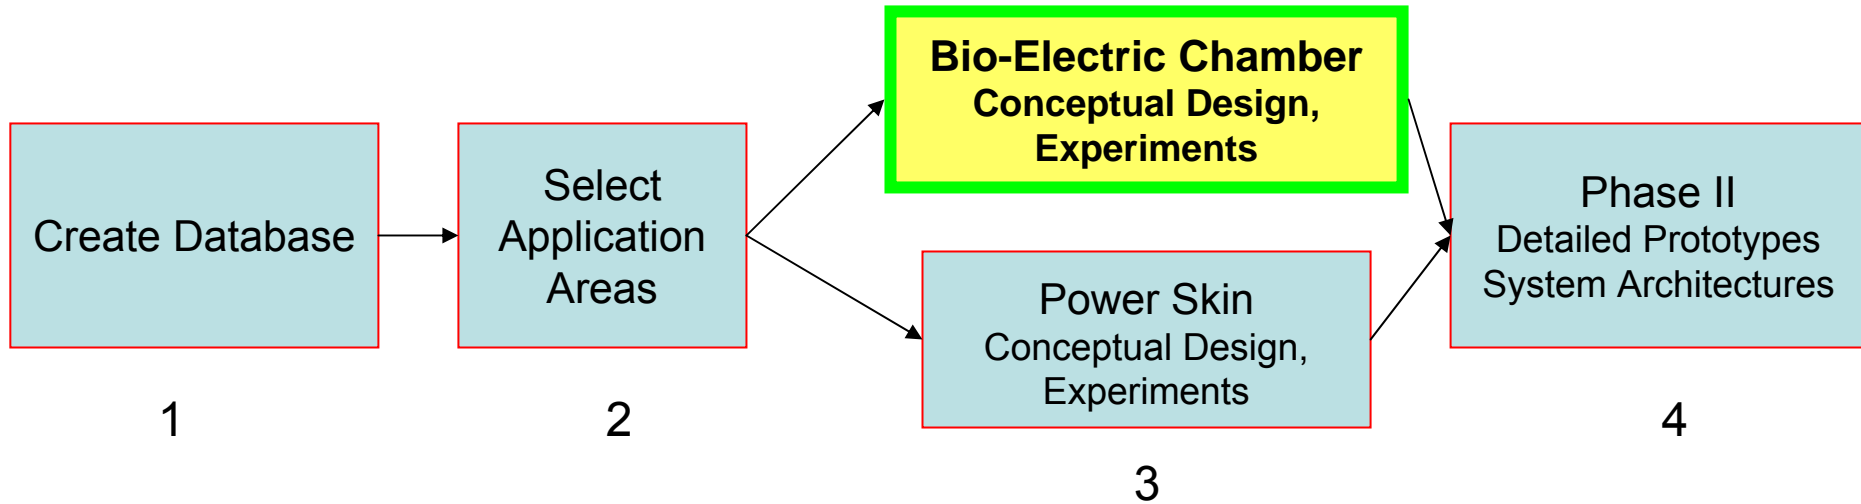 Create Database
1
Select
Application
Areas
2
Bio-Electric Chamber
Conceptual Design,
Experiments
Power Skin
Conceptual Design,
Experiments
3
Phase II
Detailed Prototypes
System Architectures
4